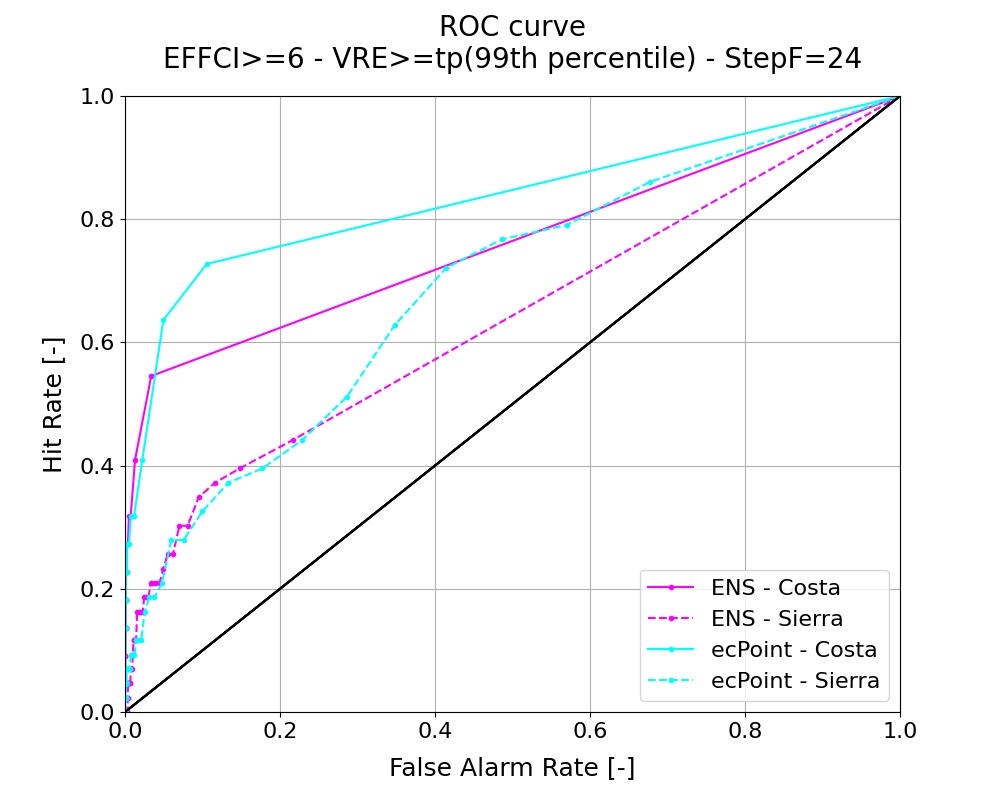 ROC curve
EFFCI>=6 - VRE>=tp(99th percentile) - StepF=24
1.0
0.8
0.6
0.4
0.2
0.0
Hit Rate [-]
0.0 0.2 0.4 0.6 0.8 1.0
False Alarm Rate [-]
ENS - Costa
ENS - Sierra
ecPoint - Costa
ecPoint - Sierra